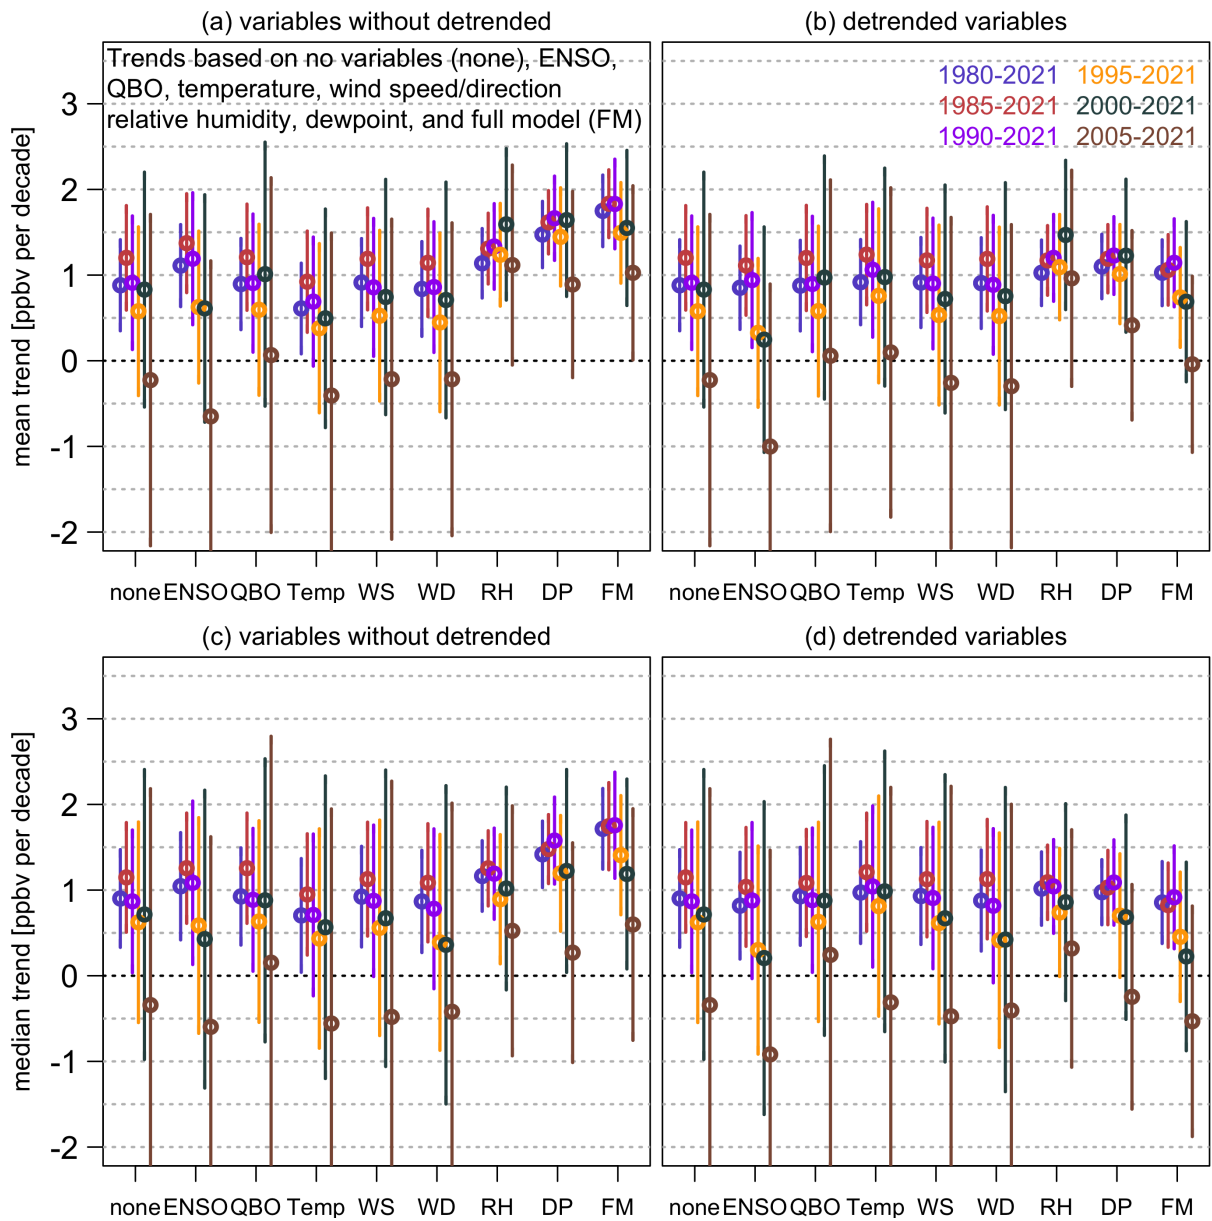 (a) variables without detrended
Trends based on no variables (none), ENSO,
QBO, temperature, wind speed/direction
relative humidity, dewpoint, and full model (FM)
mean trend [ppbv per decade]
3
2
1
0
-1
-2
none ENSO QBO Temp WS WD RH DP FM
(b) detrended variables
1980-2021 1995-2021
1985-2021 2000-2021
1990-2021 2005-2021
none ENSO QBO Temp WS WD RH DP FM
(c) variables without detrended
median trend [ppbv per decade]
3
2
1
0
-1
-2
none ENSO QBO Temp WS WD RH DP FM
(d) detrended variables
none ENSO QBO Temp WS WD RH DP FM